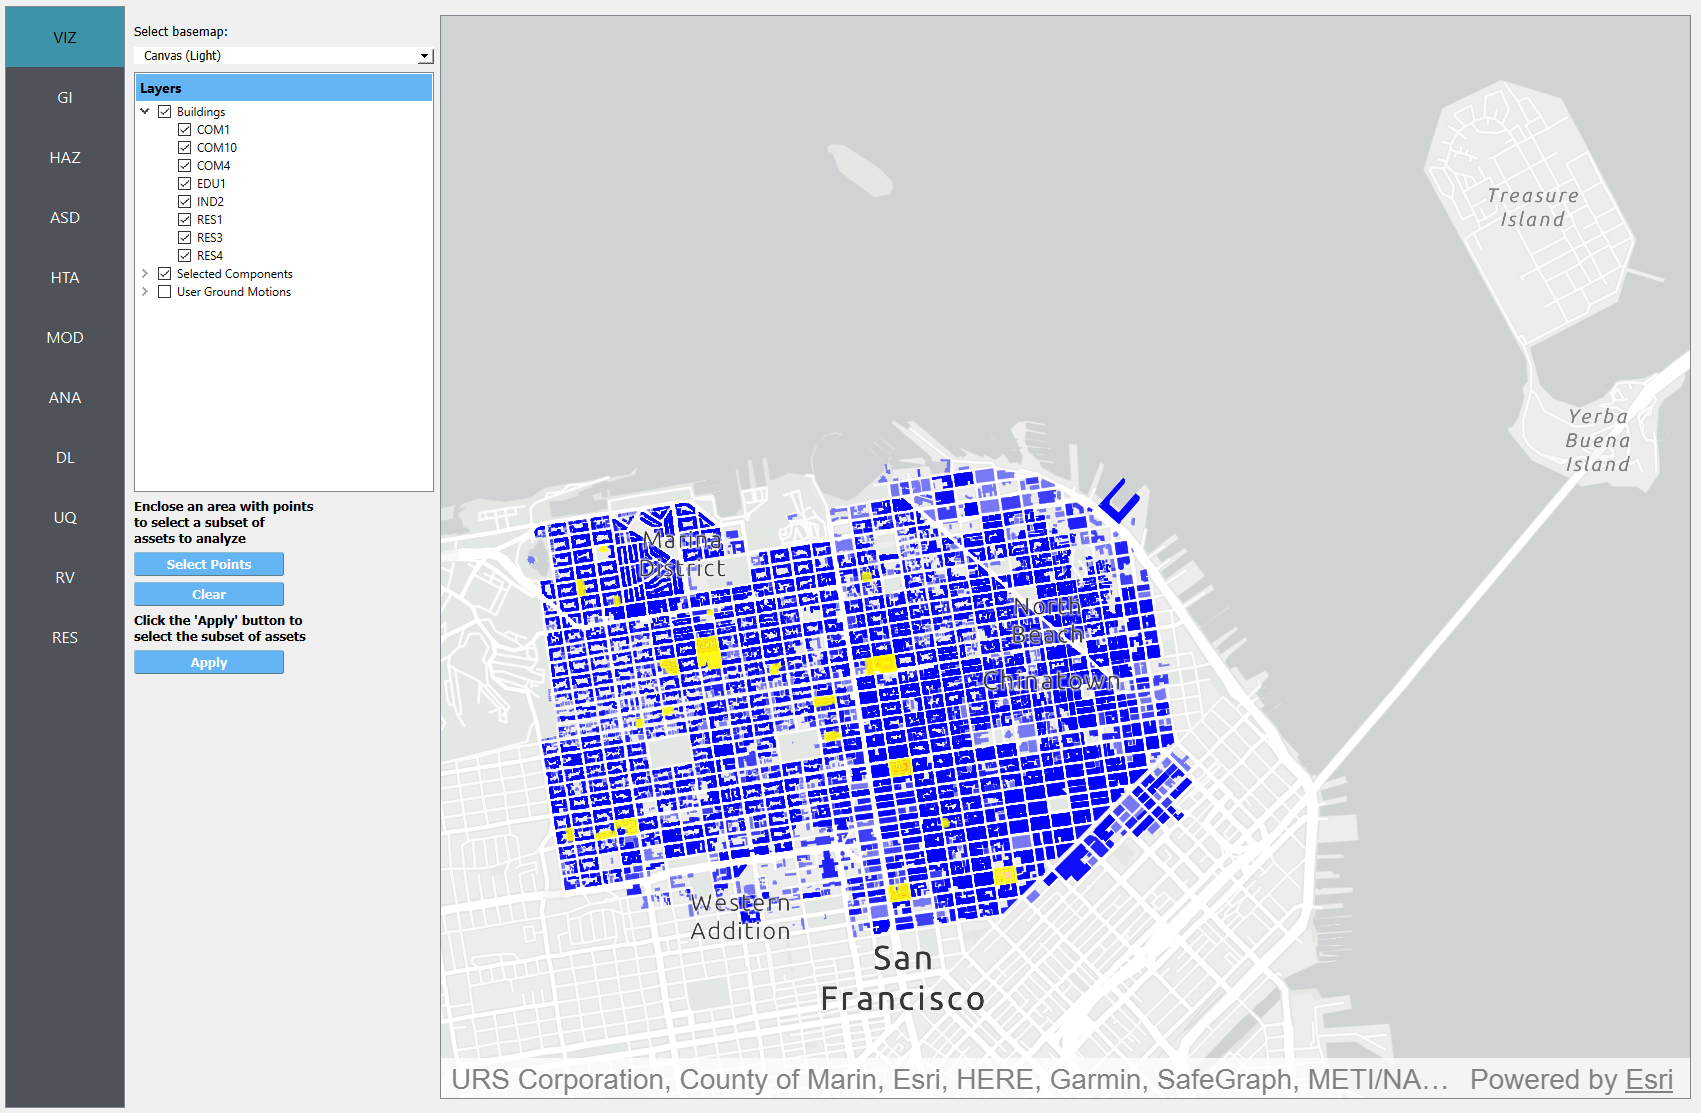 VIZ
GI
HAZ
ASD
HTA
MOD
ANA
DL
UQ
RV
RES
Select basemap:
Canvas (Light)
Layers
Buildings
COM1
COM10
COM4
EDU1
IND2
RES1
RES3
RES4
Selected Components
User Ground Motions
Enclose an area with points
to select a subset of
assets to analyze
Select Points
Clear
Click the 'Apply' button to
select the subset of assets
Apply
Treasure
Island
Yerba
Buena
Island
Marina
District
North
Beach
Chinatown
Western
Addition
San
Francisco
URS Corporation, County of Marin, Esri, HERE, Garmin, SafeGraph, METI/NA...
Powered by Esri